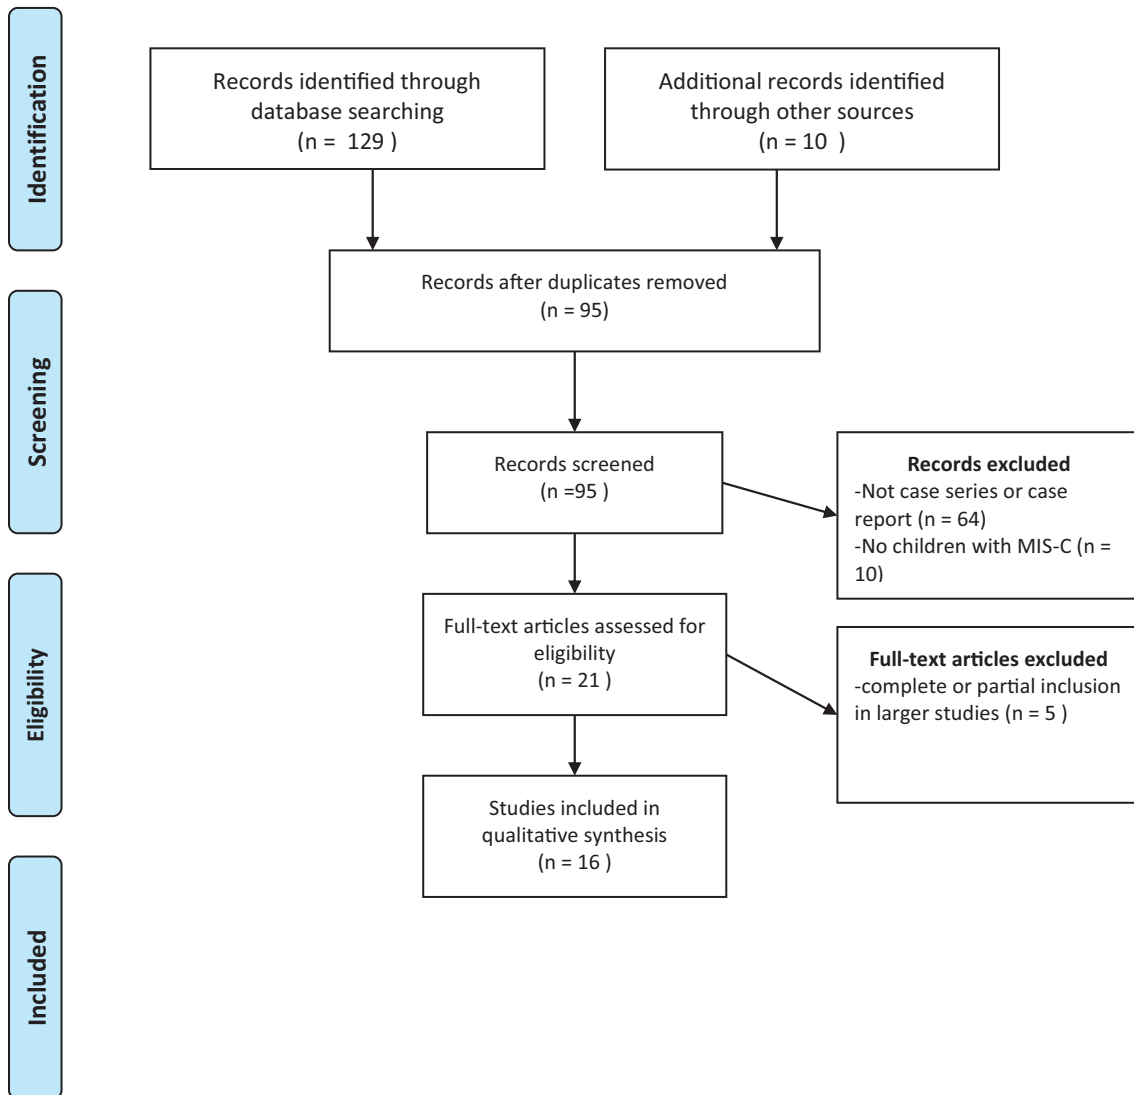 Identification
Records identified through
database searching
(n = 129 )
Additional records identified
through other sources
(n = 10 )
Records after duplicates removed
(n = 95)
Screening
Records screened
(n =95 )
Records excluded
-Not case series or case
report (n = 64)
-No children with MIS-C (n =
10)
Eligibility
Full-text articles assessed for
eligibility
(n = 21 )
Full-text articles excluded
-complete or partial inclusion
in larger studies (n = 5 )
Studies included in
qualitative synthesis
(n = 16 )
Included